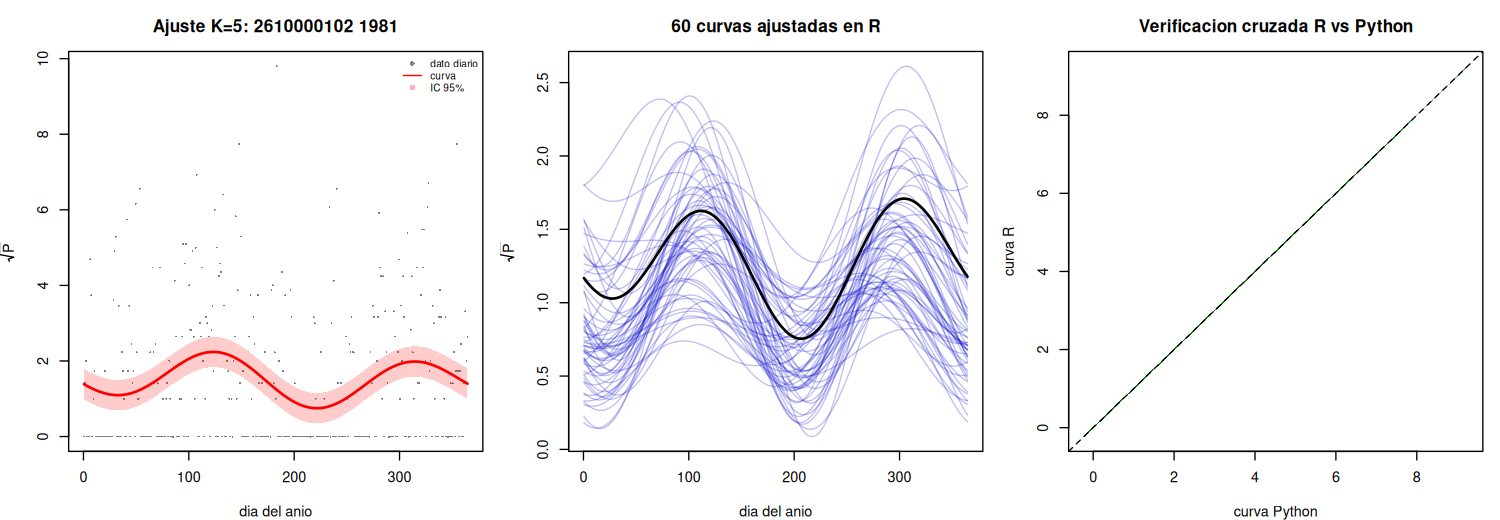 Ajuste K=5: 2610000102 1981
√P
10
8
6
4
2
0
dato diario
curva
IC 95%
0 100 200 300
dia del anio
60 curvas ajustadas en R
√P
2.5
2.0
1.5
1.0
0.5
0.0
0 100 200 300
dia del anio
Verificacion cruzada R vs Python
curva R
8
6
4
2
0
0 2 4 6 8
curva Python